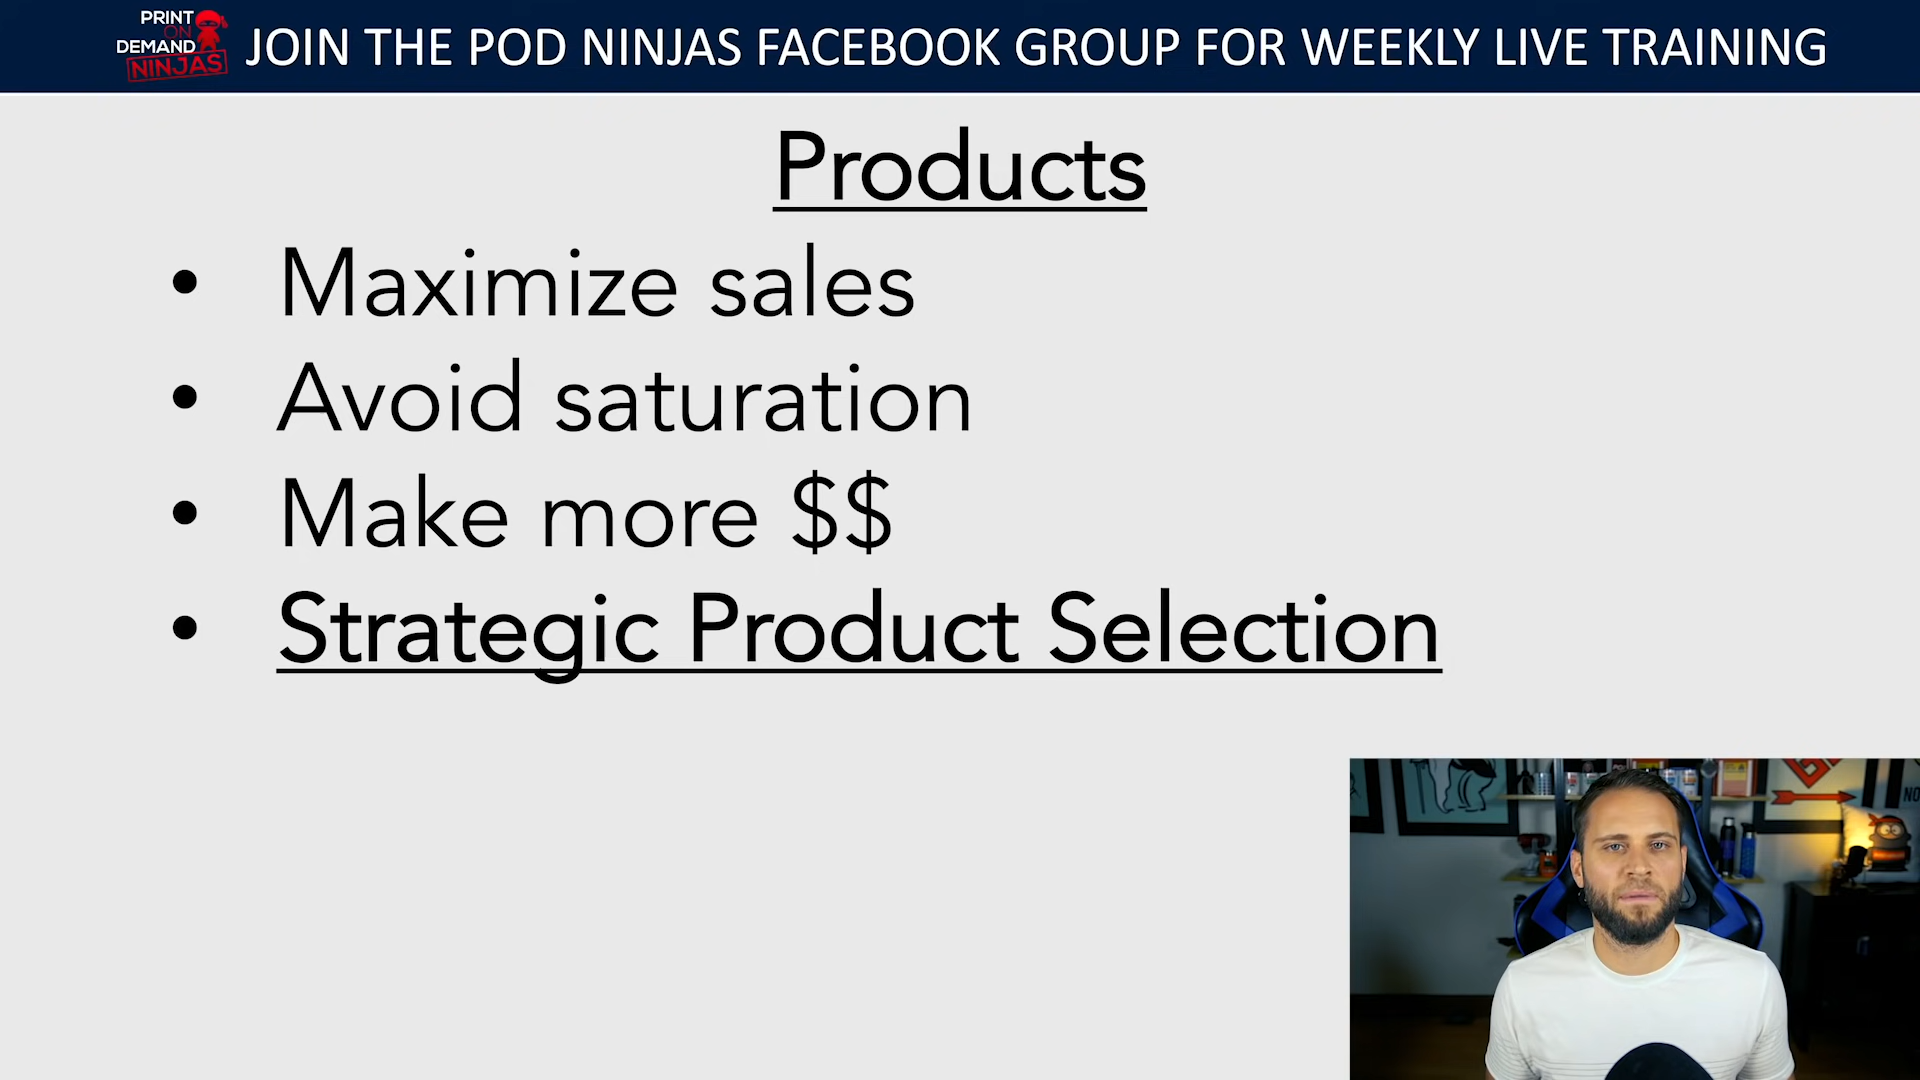 PRINT
ON
DEMAND
NINJAS
JOIN THE POD NINJAS FACEBOOK GROUP FOR WEEKLY LIVE TRAINING
Products
• Maximize sales
• Avoid saturation
• Make more $$
• Strategic Product Selection
NO